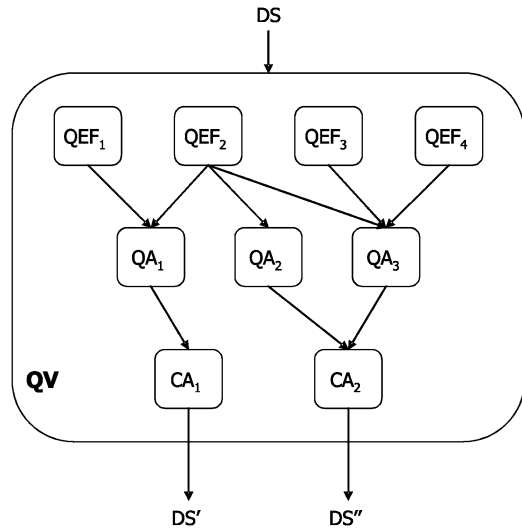 DS
QEF₁ QEF₂ QEF₃ QEF₄
QA₁ QA₂ QA₃
QV CA₁ CA₂
DS′ DS″